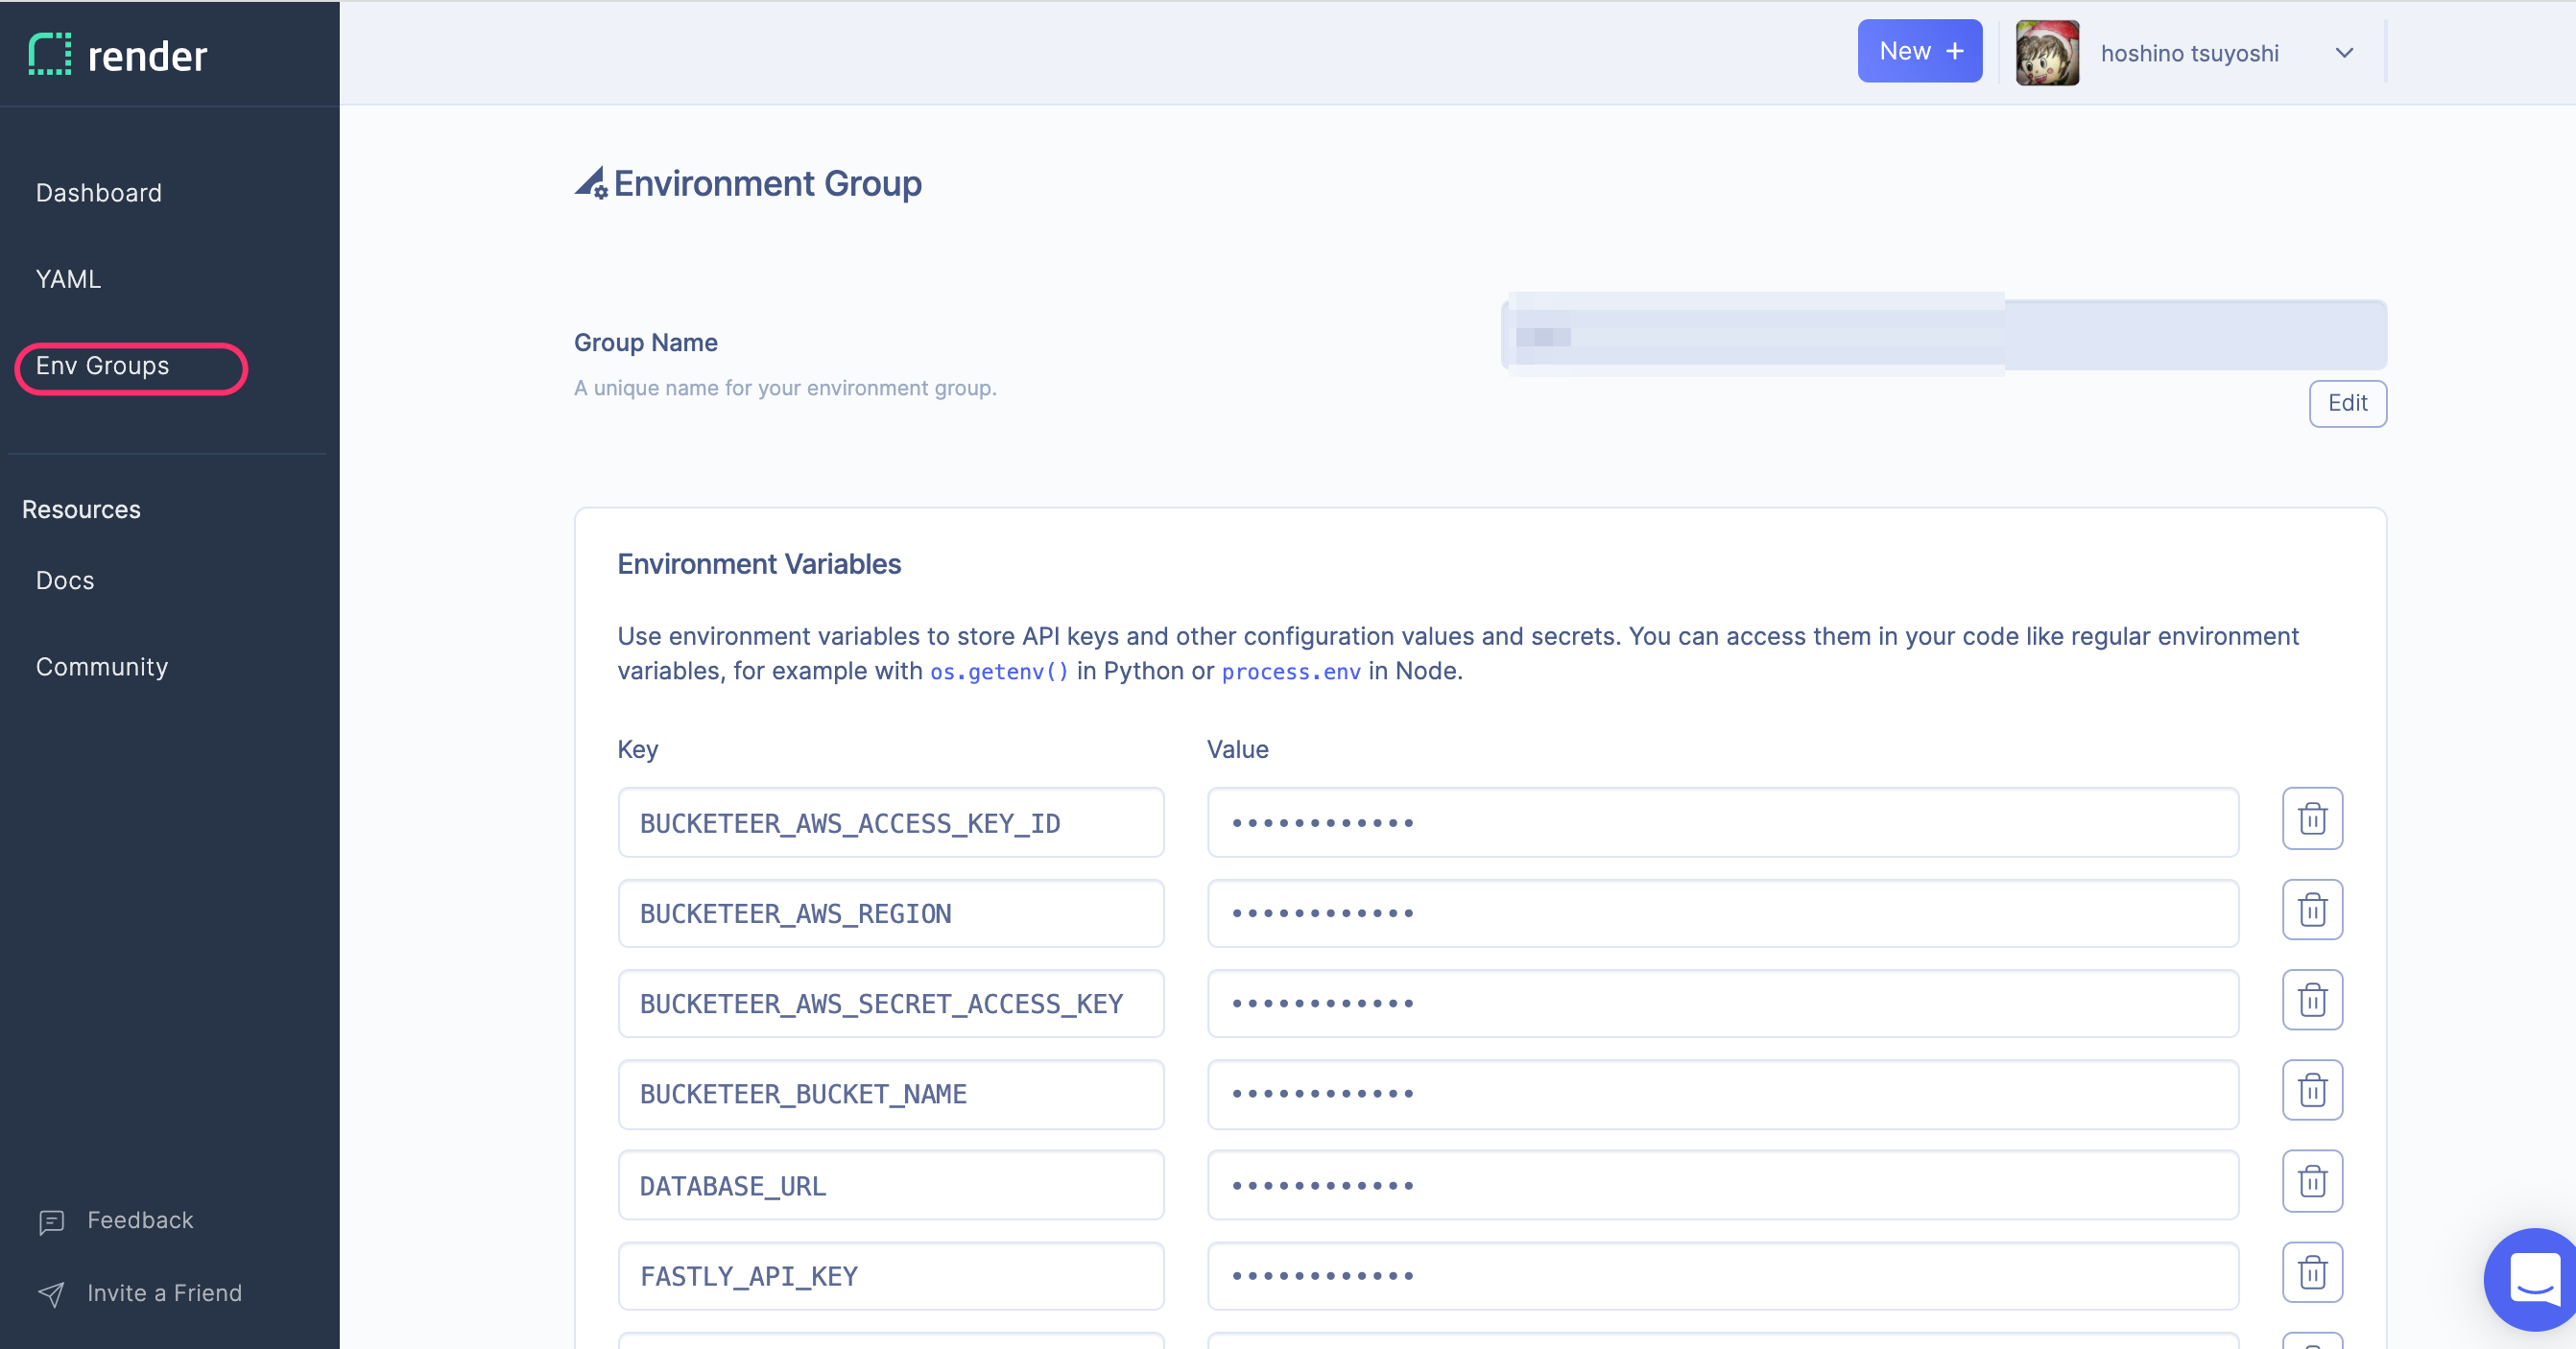 render
New +
hoshino tsuyoshi
Dashboard
YAML
Env Groups
Resources
Docs
Community
Feedback
Invite a Friend
Environment Group
Group Name
A unique name for your environment group.
Edit
Environment Variables
Use environment variables to store API keys and other configuration values and secrets. You can access them in your code like regular environment
variables, for example with os.getenv() in Python or process.env in Node.
Key Value
BUCKETEER_AWS_ACCESS_KEY_ID ••••••••••••
BUCKETEER_AWS_REGION ••••••••••••
BUCKETEER_AWS_SECRET_ACCESS_KEY ••••••••••••
BUCKETEER_BUCKET_NAME ••••••••••••
DATABASE_URL ••••••••••••
FASTLY_API_KEY ••••••••••••